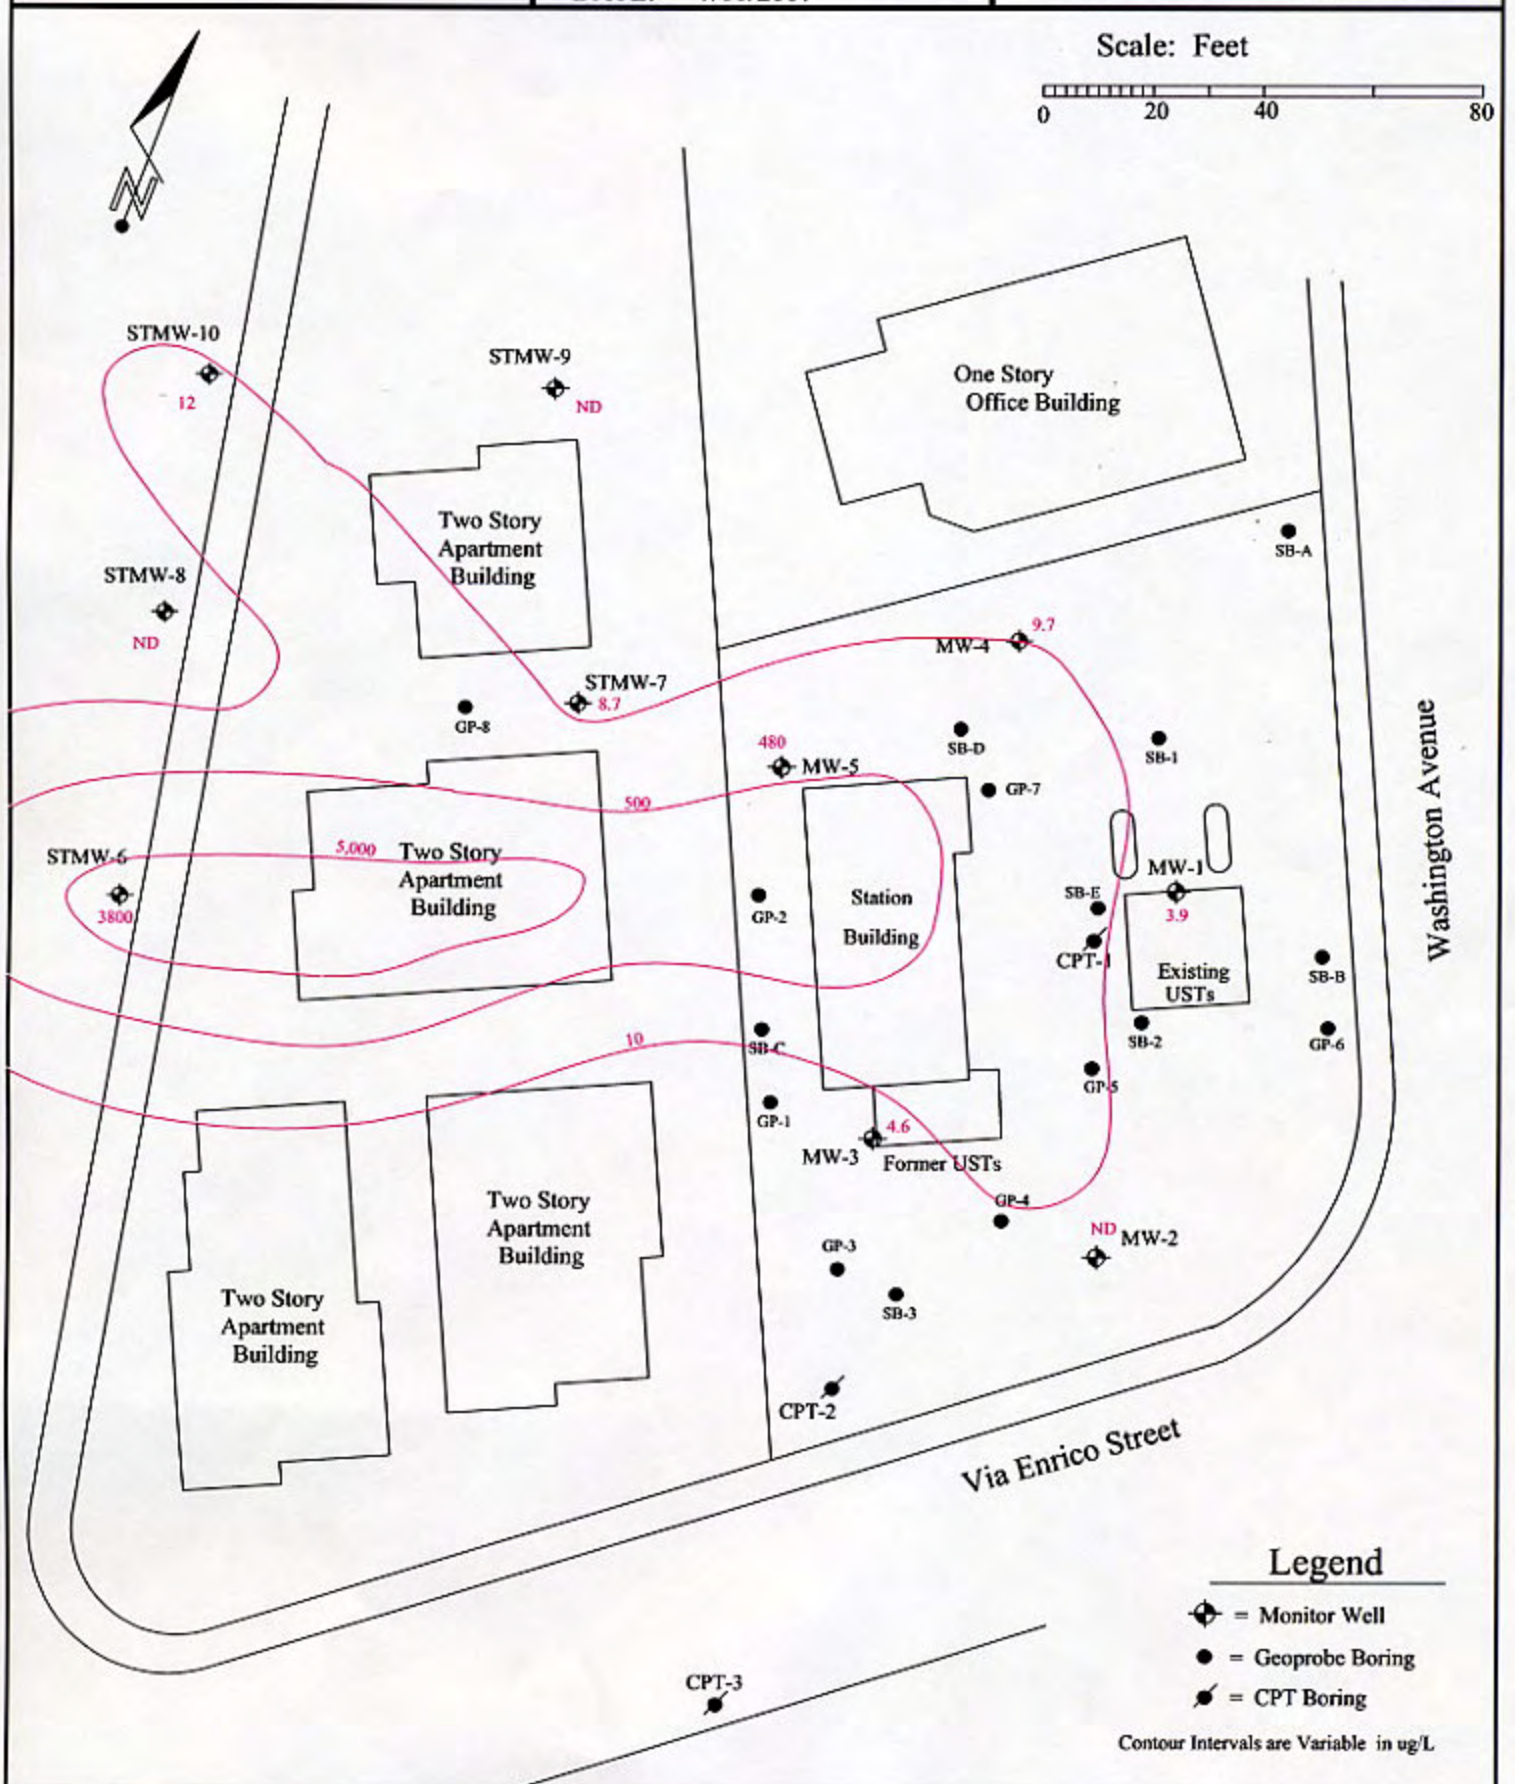 Scale: Feet
0 20 40 80
N
STMW-10
12
STMW-9
ND
One Story
Office Building
Two Story
Apartment
Building
SB-A
STMW-8
ND
9.7
MW-4
STMW-7
8.7
GP-8
480
MW-5
SB-D
SB-1
GP-7
500
Washington Avenue
STMW-6
3800
5,000
Two Story
Apartment
Building
MW-1
3.9
SB-E
CPT-1
GP-2
Station
Building
Existing
USTs
SB-B
SB-2
GP-6
10
SB-C
GP-5
GP-1
4.6
MW-3
Former USTs
GP-4
ND
MW-2
Two Story
Apartment
Building
GP-3
SB-3
Two Story
Apartment
Building
CPT-2
Via Enrico Street
Legend
= Monitor Well
= Geoprobe Boring
= CPT Boring
Contour Intervals are Variable in ug/L
CPT-3